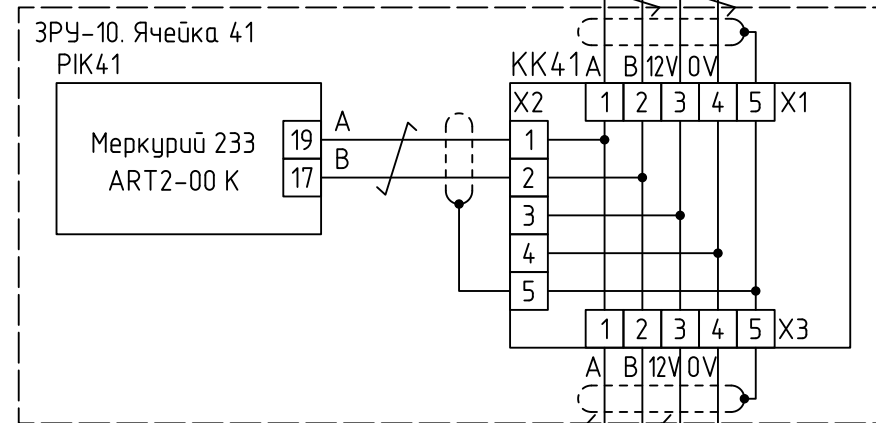 ЗРУ-10. Ячейка 41
PIK41
Меркурий 233
ART2-00 K
19 A
17 B
KK41 A B 12V 0V
X2 1 2 3 4 5 X1
1
2
3
4
5
1 2 3 4 5 X3
A B 12V 0V